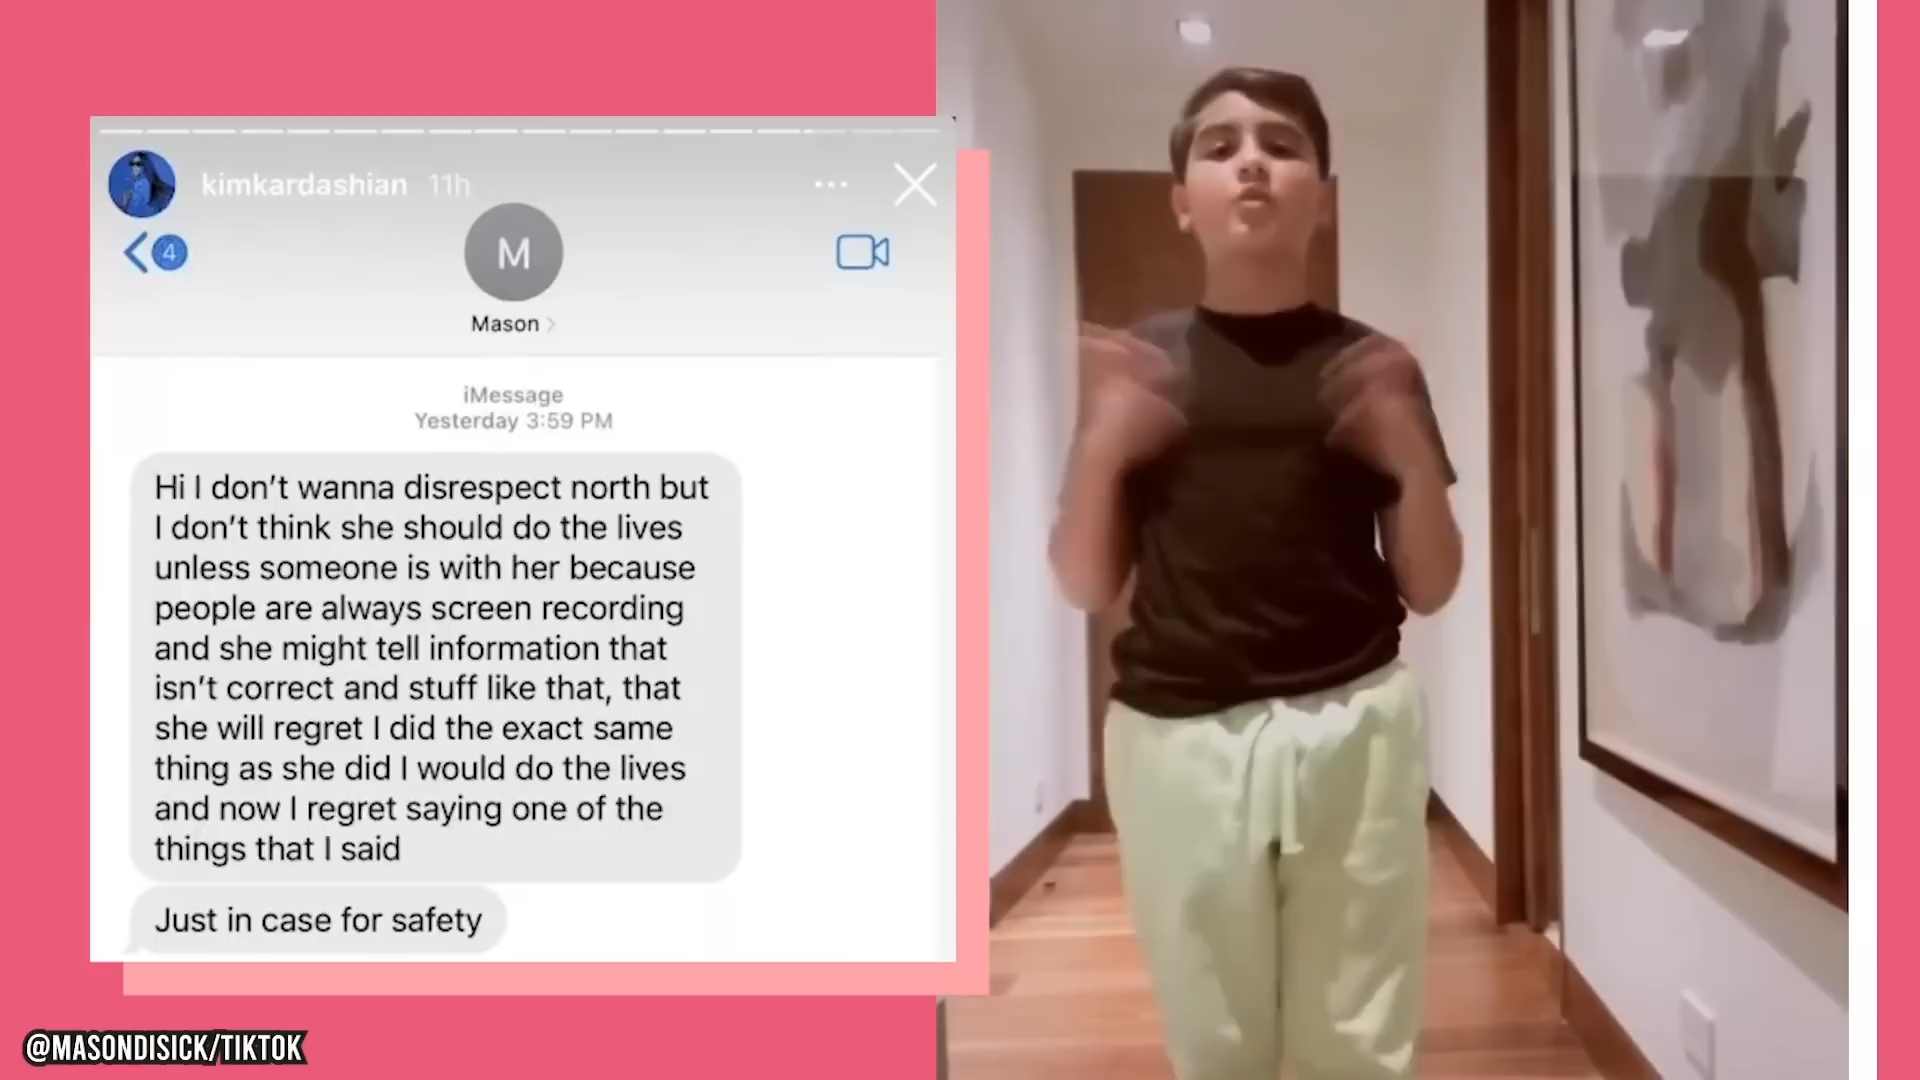 kimkardashian 11h
4
M
Mason
iMessage
Yesterday 3:59 PM
Hi I don't wanna disrespect north but
I don't think she should do the lives
unless someone is with her because
people are always screen recording
and she might tell information that
isn't correct and stuff like that, that
she will regret I did the exact same
thing as she did I would do the lives
and now I regret saying one of the
things that I said
Just in case for safety
@MASONDISICK/TIKTOK